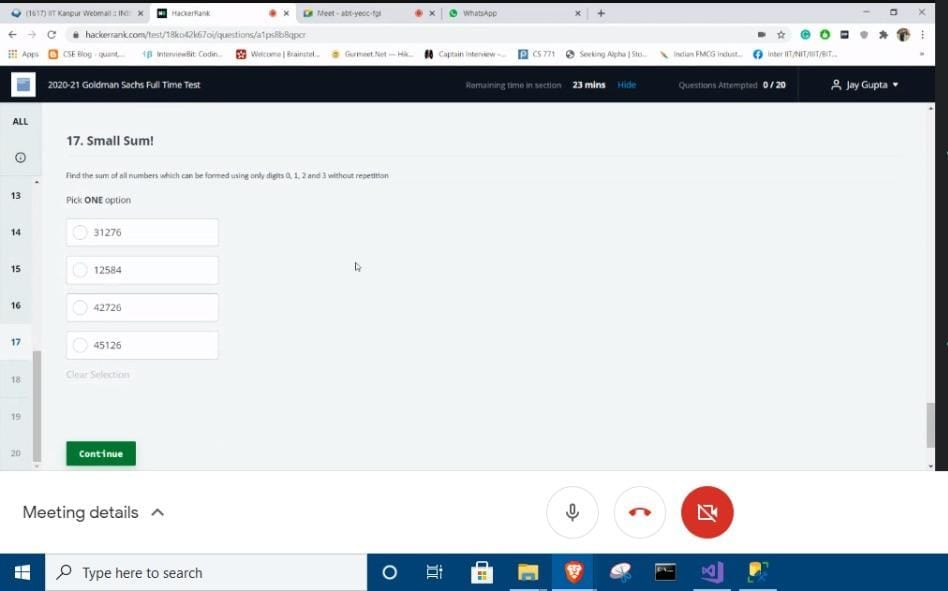 (1617) IIT Kanpur Webmail :: IN
HackerRank
Meet - abt-yeoc-fgi
WhatsApp
hackerrank.com/test/18ko42k67oj/questions/a1ps8b8qpcr
Apps
CSE Blog - quant,...
InterviewBit: Codin...
Welcome | Brainstel...
Gurmeet.Net — Hik...
Captain Interview –...
CS 771
Seeking Alpha | Sto...
Indian FMCG Indust...
Inter IIT/NIT/IIIT/BIT...
2020-21 Goldman Sachs Full Time Test
Remaining time in section 23 mins Hide
Questions Attempted 0 / 20
Jay Gupta
ALL
13
14
15
16
17
18
19
20
17. Small Sum!
Find the sum of all numbers which can be formed using only digits 0, 1, 2 and 3 without repetition
Pick ONE option
31276
12584
42726
45126
Clear Selection
Continue
Meeting details
Type here to search